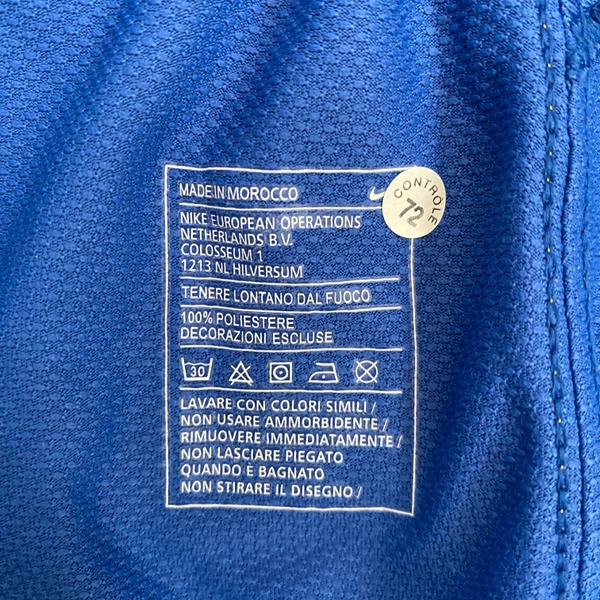 MADE IN MOROCCO
CONTRÔLE
72
NIKE EUROPEAN OPERATIONS
NETHERLANDS B.V.
COLOSSEUM 1
1213 NL HILVERSUM
TENERE LONTANO DAL FUOCO
100% POLIESTERE
DECORAZIONI ESCLUSE
30
LAVARE CON COLORI SIMILI /
NON USARE AMMORBIDENTE /
RIMUOVERE IMMEDIATAMENTE /
NON LASCIARE PIEGATO
QUANDO È BAGNATO
NON STIRARE IL DISEGNO /